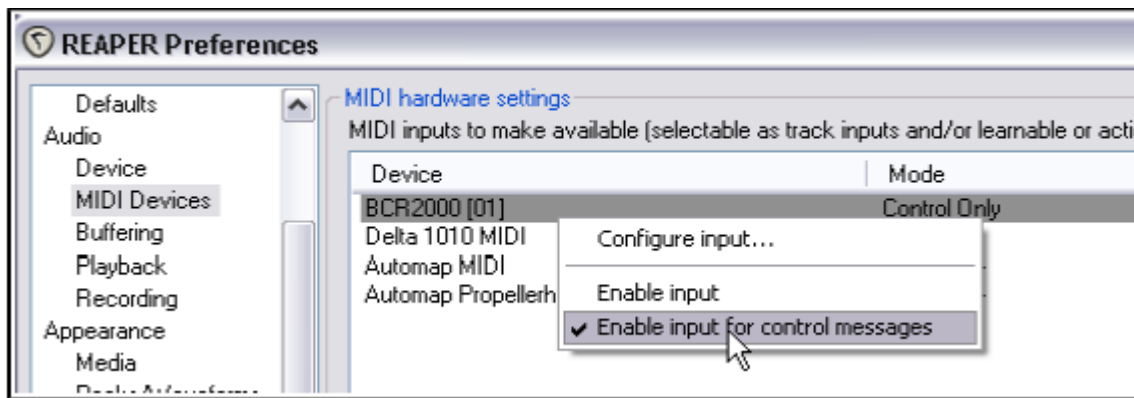 REAPER Preferences
Defaults
Audio
Device
MIDI Devices
Buffering
Playback
Recording
Appearance
Media
MIDI hardware settings
MIDI inputs to make available (selectable as track inputs and/or learnable or acti
Device Mode
BCR2000 [01] Control Only
Delta 1010 MIDI
Automap MIDI
Automap Propellerh
Configure input...
Enable input
Enable input for control messages